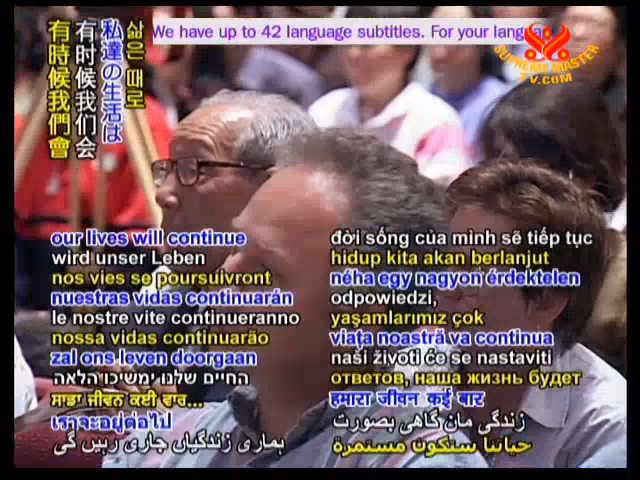 We have up to 42 language subtitles. For your langua
SUPREME MASTER
TV.COM
삶은 때로
私達の生活は
有时候我们会
有時候我們會
our lives will continue
wird unser Leben
nos vies se poursuivront
nuestras vidas continuarán
le nostre vite continueranno
nossa vidas continuarão
zal ons leven doorgaan
החיים שלנו ימשיכו הלאה
ਸਾਡਾ ਜੀਵਨ ਕਈ ਵਾਰ...
เราจะอยู่ต่อไป
ہماری زندگیاں جاری رہیں گی
đời sống của mình sẽ tiếp tục
hidup kita akan berlanjut
néha egy nagyon érdektelen
odpowiedzi,
yaşamlarımız çok
viaţa noastră va continua
naši životi će se nastaviti
ответов, наша жизнь будет
हमारा जीवन कई बार
زندگی مان گاهی بصورت
حياتنا ستكون مستمرة